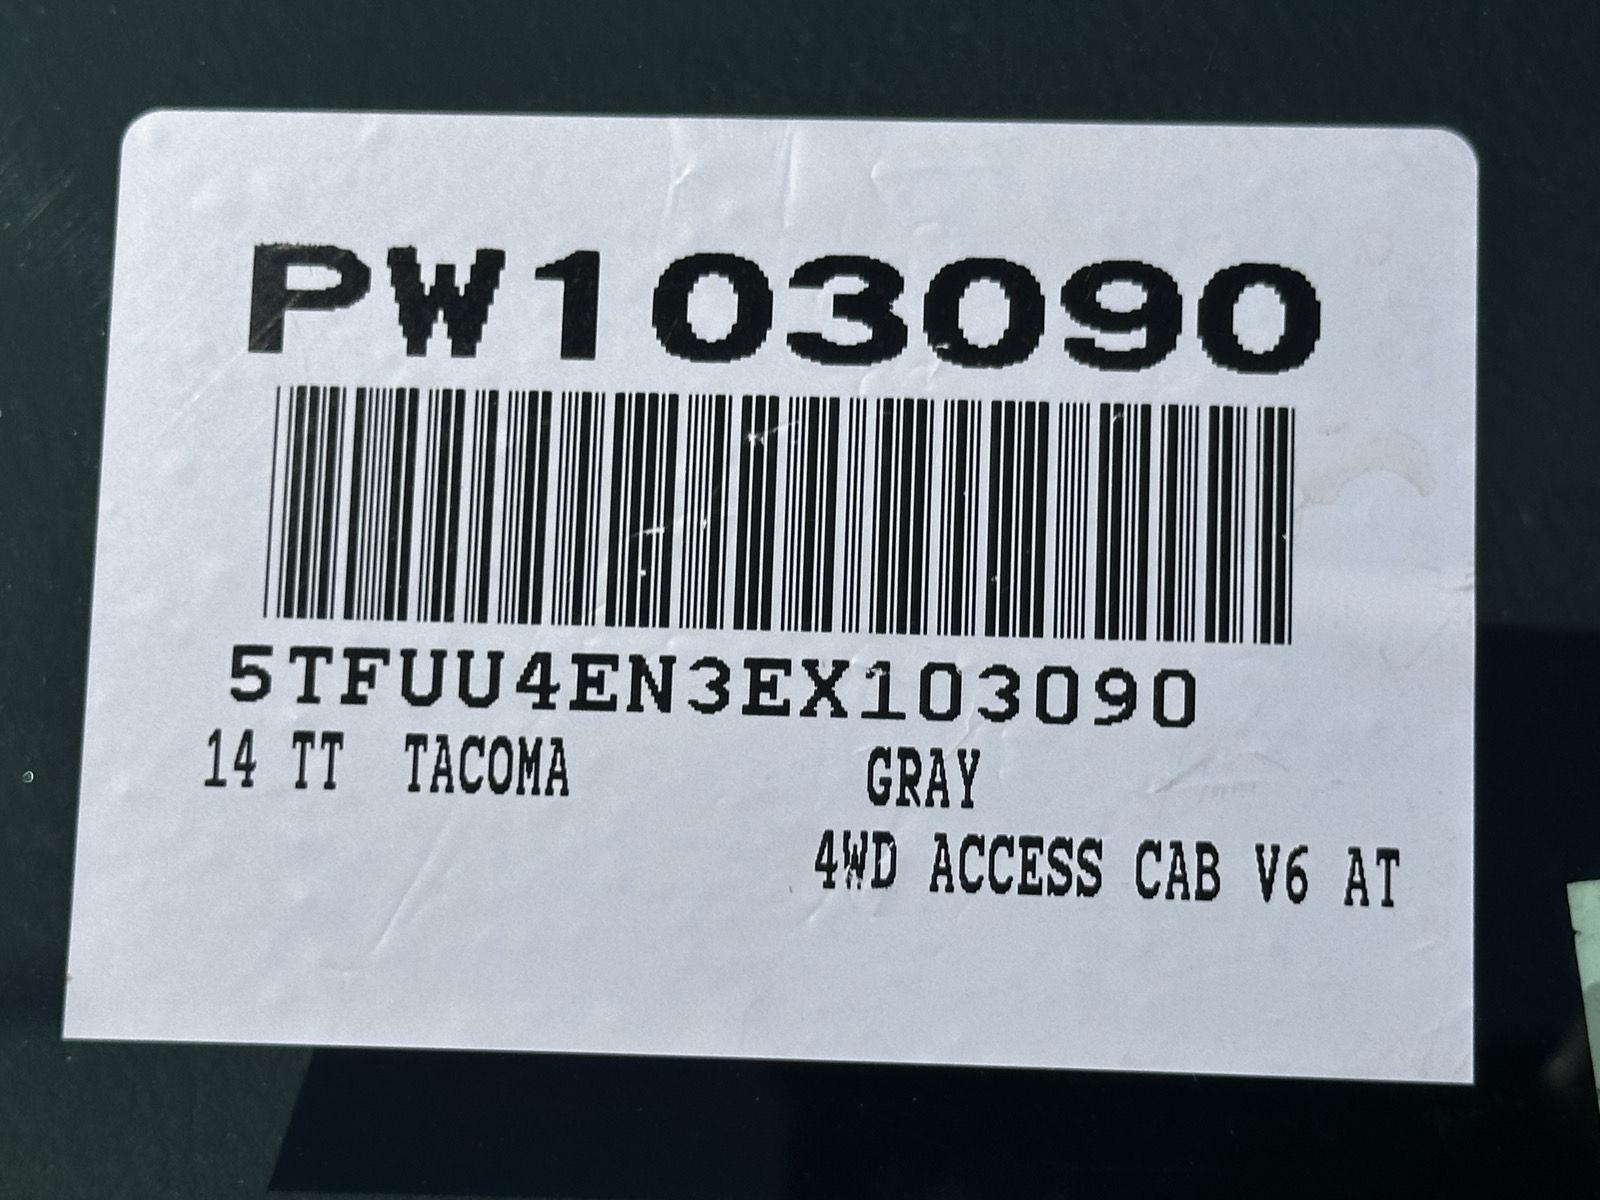 PW103090
5TFUU4EN3EX103090
14 TT TACOMA GRAY
4WD ACCESS CAB V6 AT